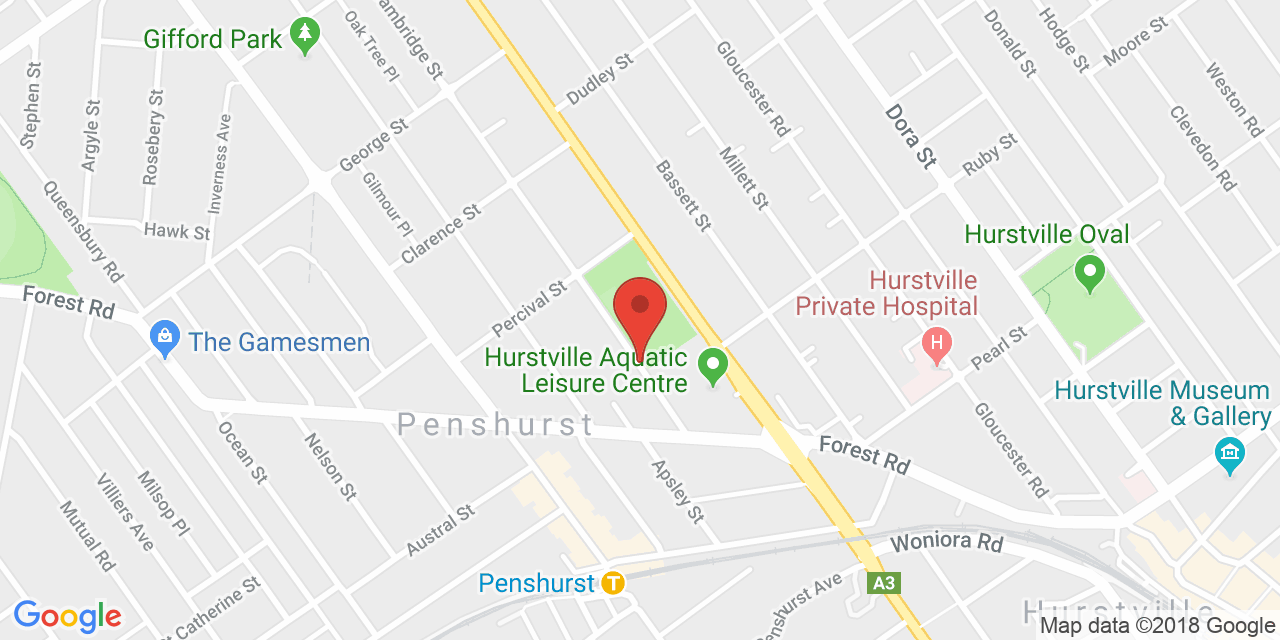 Gifford Park
Oak Tree Pl
Cambridge St
Dudley St
Gloucester Rd
Donald St
Hodge St
Moore St
Weston Rd
Clevedon Rd
Stephen St
Argyle St
Rosebery St
Inverness Ave
George St
Gilmour Pl
Clarence St
Bassett St
Millett St
Dora St
Ruby St
Queensbury Rd
Hawk St
Hurstville Oval
Forest Rd
Percival St
Hurstville
Private Hospital
H
Pearl St
The Gamesmen
Hurstville Aquatic
Leisure Centre
Hurstville Museum
& Gallery
Penshurst
Forest Rd
Gloucester Rd
Ocean St
Nelson St
Milsop Pl
Villiers Ave
Mutual Rd
Austral St
Apsley St
Woniora Rd
A3
Penshurst
T
Penshurst Ave
St Catherine St
Hurstville
Google
Map data ©2018 Google